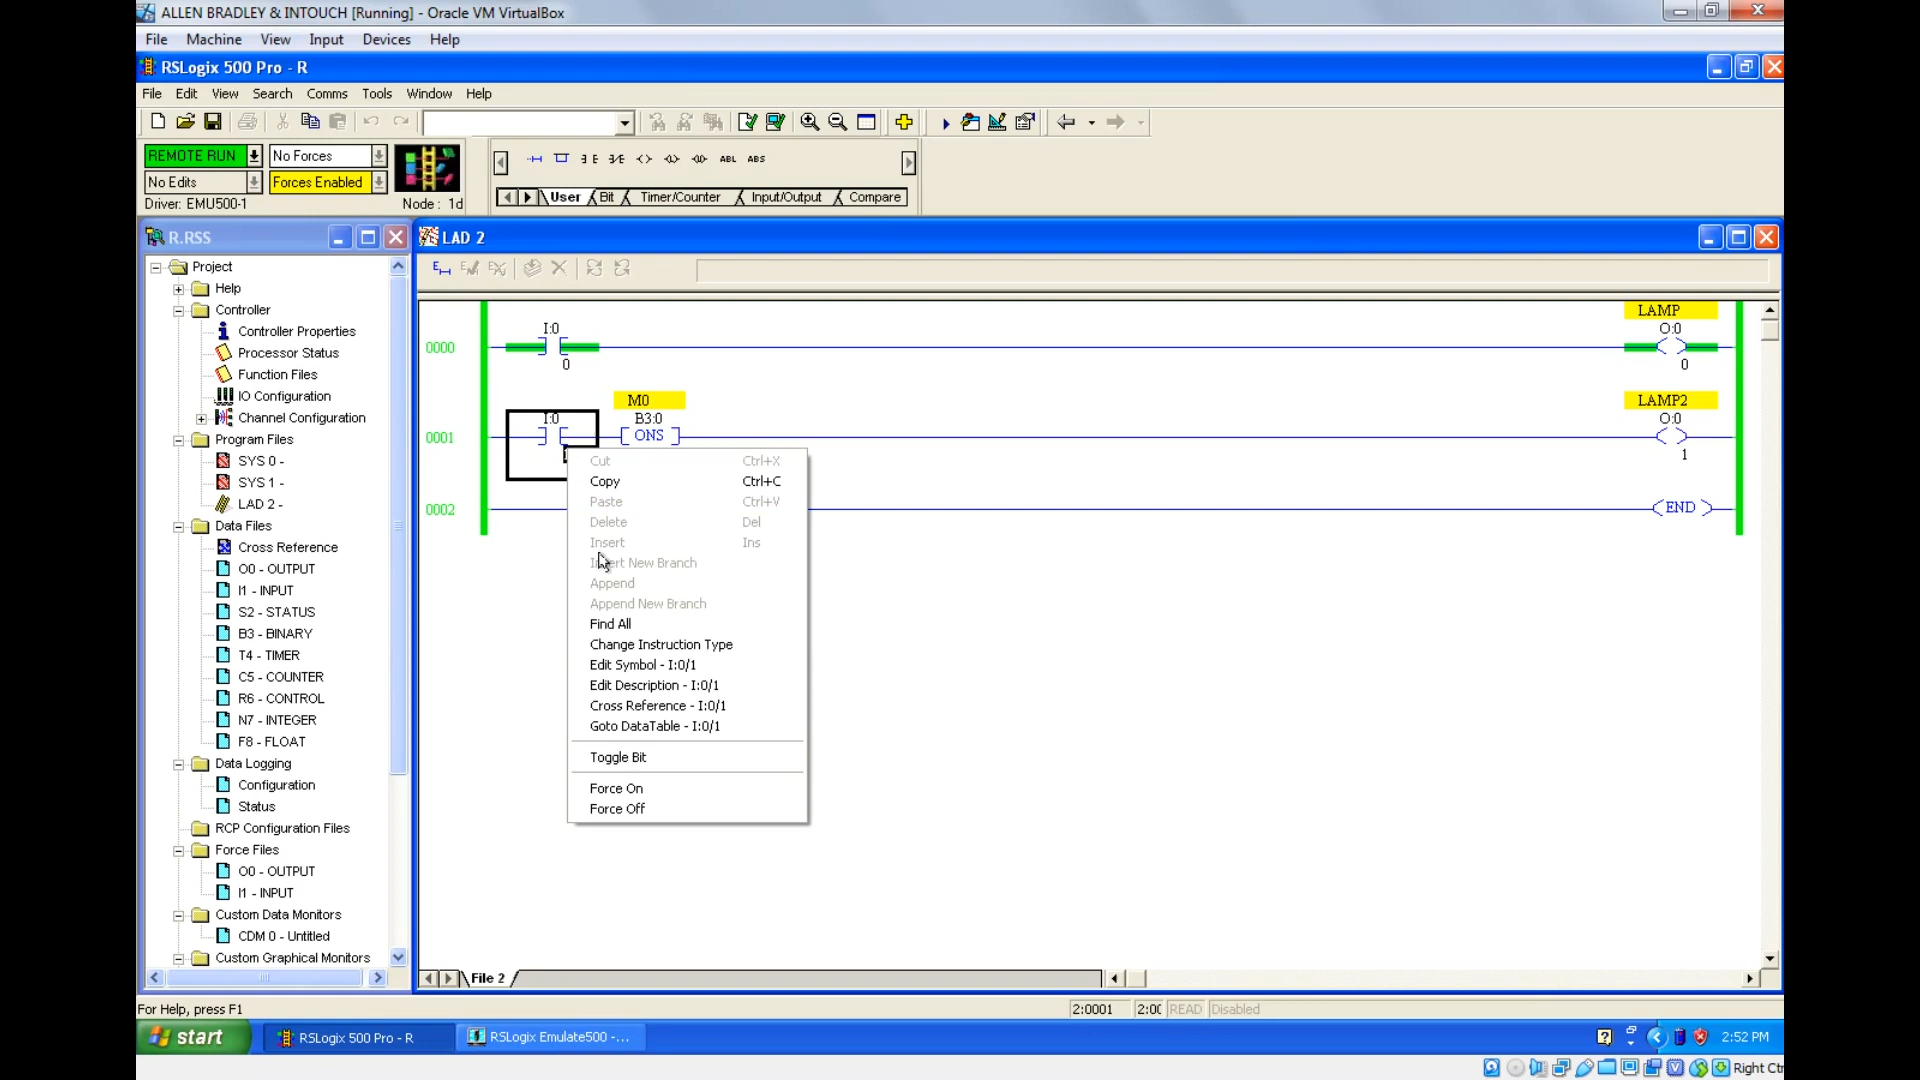 ALLEN BRADLEY & INTOUCH [Running] - Oracle VM VirtualBox
File Machine View Input Devices Help
RSLogix 500 Pro - R
File Edit View Search Comms Tools Window Help
REMOTE RUN No Forces
No Edits Forces Enabled
Driver: EMU500-1 Node : 1d
ABL ABS
User Bit Timer/Counter Input/Output Compare
R.RSS
Project
Help
Controller
Controller Properties
Processor Status
Function Files
IO Configuration
Channel Configuration
Program Files
SYS 0 -
SYS 1 -
LAD 2 -
Data Files
Cross Reference
O0 - OUTPUT
I1 - INPUT
S2 - STATUS
B3 - BINARY
T4 - TIMER
C5 - COUNTER
R6 - CONTROL
N7 - INTEGER
F8 - FLOAT
Data Logging
Configuration
Status
RCP Configuration Files
Force Files
O0 - OUTPUT
I1 - INPUT
Custom Data Monitors
CDM 0 - Untitled
Custom Graphical Monitors
LAD 2
LAMP
I:0 O:0
0000
0 0
M0 LAMP2
I:0 B3:0 O:0
0001 ONS
1
0002 END
Cut Ctrl+X
Copy Ctrl+C
Paste Ctrl+V
Delete Del
Insert Ins
Insert New Branch
Append
Append New Branch
Find All
Change Instruction Type
Edit Symbol - I:0/1
Edit Description - I:0/1
Cross Reference - I:0/1
Goto DataTable - I:0/1
Toggle Bit
Force On
Force Off
File 2
For Help, press F1 2:0001 READ Disabled
start RSLogix 500 Pro - R RSLogix Emulate500 -... 2:52 PM
Right Ctr